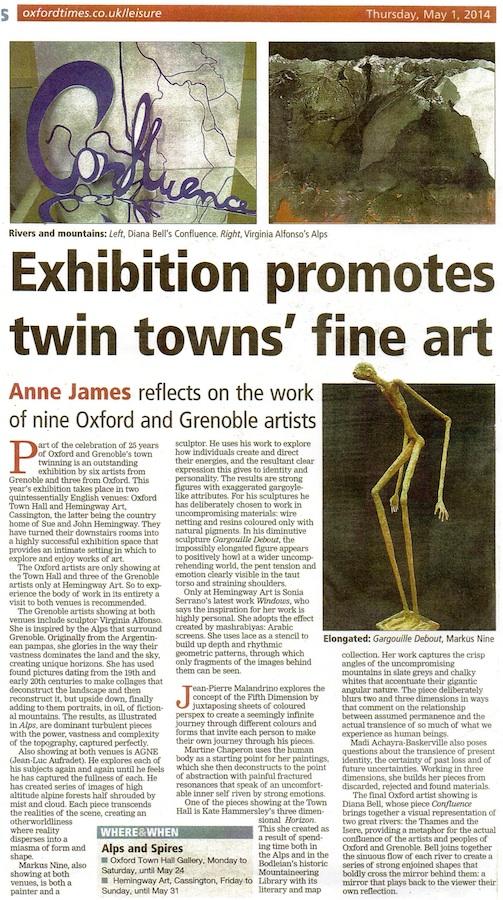 S
oxfordtimes.co.uk/leisure
Thursday, May 1, 2014
Confluence
Rivers and mountains: Left, Diana Bell's Confluence. Right, Virginia Alfonso's Alps
Exhibition promotes
twin towns' fine art
Anne James reflects on the work
of nine Oxford and Grenoble artists
Part of the celebration of 25 years
of Oxford and Grenoble's town
twinning is an outstanding
exhibition by six artists from
Grenoble and three from Oxford. This
year's exhibition takes place in two
quintessentially English venues: Oxford
Town Hall and Hemingway Art,
Cassington, the latter being the country
home of Sue and John Hemingway. They
have turned their downstairs rooms into
a highly successful exhibition space that
provides an intimate setting in which to
explore and enjoy works of art.
The Oxford artists are only showing at
the Town Hall and three of the Grenoble
artists only at Hemingway Art. So to exp-
erience the body of work in its entirety a
visit to both venues is recommended.
The Grenoble artists showing at both
venues include sculptor Virginia Alfonso.
She is inspired by the Alps that surround
Grenoble. Originally from the Argentin-
ean pampas, she glories in the way their
vastness dominates the land and the sky,
creating unique horizons. She has used
found pictures dating from the 19th and
early 20th centuries to make collages that
deconstruct the landscape and then
reconstruct it, but upside down, finally
adding to them portraits, in oil, of fiction-
al mountains. The results, as illustrated
in Alps, are dominant turbulent pieces
with the power, vastness and complexity
of the topography, captured perfectly.
Also showing at both venues is AGNE
(Jean-Luc Aufradet). He explores each of
his subjects again and again until he feels
he has captured the fullness of each. He
has created series of images of high
altitude alpine forests half shrouded by
mist and cloud. Each piece transcends
the realities of the scene, creating an
otherworldliness
where reality
disperses into a
miasma of form and
shape.
Markus Nine, also
showing at both
venues, is both a
painter and a
sculptor. He uses his work to explore
how individuals create and direct
their energies, and the resultant clear
expression this gives to identity and
personality. The results are strong
figures with exaggerated gargoyle-
like attributes. For his sculptures he
has deliberately chosen to work in
uncompromising materials: wire
netting and resins coloured only with
natural pigments. In his diminutive
sculpture Gargouille Debout, the
impossibly elongated figure appears
to positively howl at a wider uncomp-
rehending world, the pent tension and
emotion clearly visible in the taut
torso and straining shoulders.
Only at Hemingway Art is Sonia
Serrano's latest work Windows, who
says the inspiration for her work is
highly personal. She adopts the effect
created by mashrabiyas: Arabic
screens. She uses lace as a stencil to
build up depth and rhythmic
geometric patterns, through which
only fragments of the images behind
them can be seen.
Jean-Pierre Malandrino explores the
concept of the Fifth Dimension by
juxtaposing sheets of coloured
perspex to create a seemingly infinite
journey through different colours and
forms that invite each person to make
their own journey through his pieces.
Martine Chaperon uses the human
body as a starting point for her paintings,
which she then deconstructs to the point
of abstraction with painful fractured
resonances that speak of an uncomfort-
able inner self riven by strong emotions.
One of the pieces showing at the Town
Hall is Kate Hammersley's three dimen-
sional Horizon.
This she created as
a result of spend-
ing time both in
the Alps and in the
Bodleian's historic
Mountaineering
Library with its
literary and map
WHERE&WHEN
Alps and Spires
Oxford Town Hall Gallery, Monday to
Saturday, until May 24
Hemingway Art, Cassington, Friday to
Sunday, until May 31
Elongated: Gargouille Debout, Markus Nine
collection. Her work captures the crisp
angles of the uncompromising
mountains in slate greys and chalky
whites that accentuate their gigantic
angular nature. The piece deliberately
blurs two and three dimensions in ways
that comment on the relationship
between assumed permanence and the
actual transience of so much of what we
experience as human beings.
Madi Achayra-Baskerville also poses
questions about the transience of present
identity, the certainty of past loss and of
future uncertainties. Working in three
dimensions, she builds her pieces from
discarded, rejected and found materials.
The final Oxford artist showing is
Diana Bell, whose piece Confluence
brings together a visual representation of
two great rivers: the Thames and the
Isere, providing a metaphor for the actual
confluence of the artists and peoples of
Oxford and Grenoble. Bell joins together
the sinuous flow of each river to create a
series of strong enjoined shapes that
boldly cross the mirror behind them: a
mirror that plays back to the viewer their
own reflection.